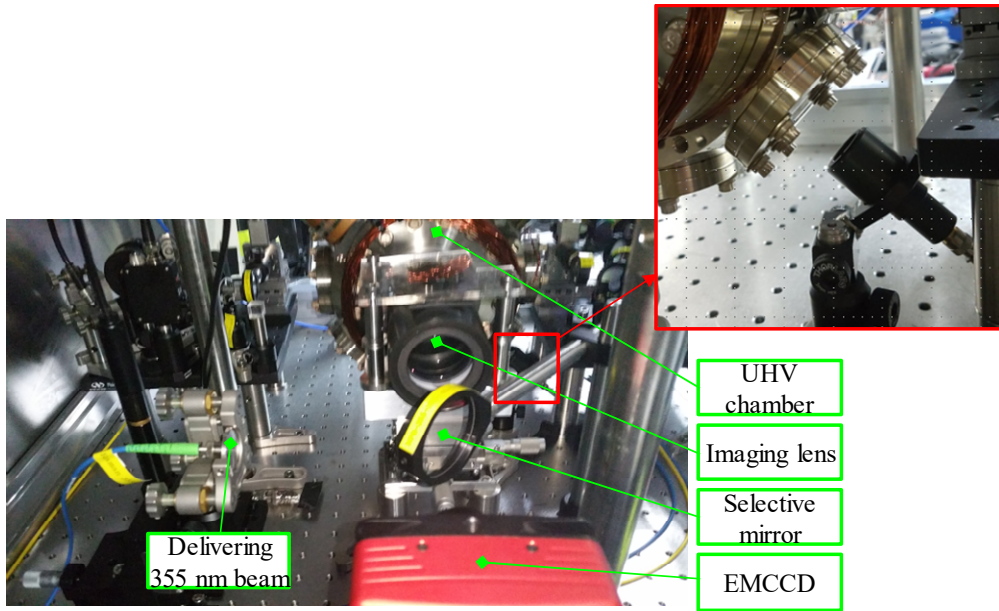 UHV
chamber
Imaging lens
Selective
mirror
EMCCD
Delivering
355 nm beam